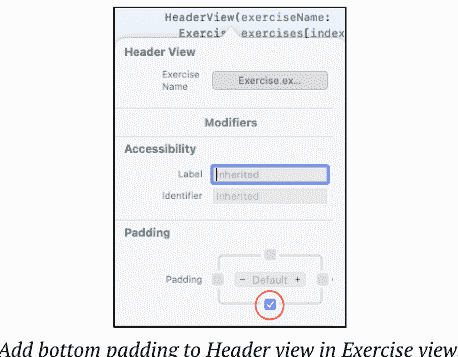 HeaderView(exerciseName:
Exercise.exercises[index
Header View
Exercise
Name
Exercise.ex...
Modifiers
Accessibility
Label
Inherited
Identifier
Inherited
Padding
Padding
− Default +
Add bottom padding to Header view in Exercise view